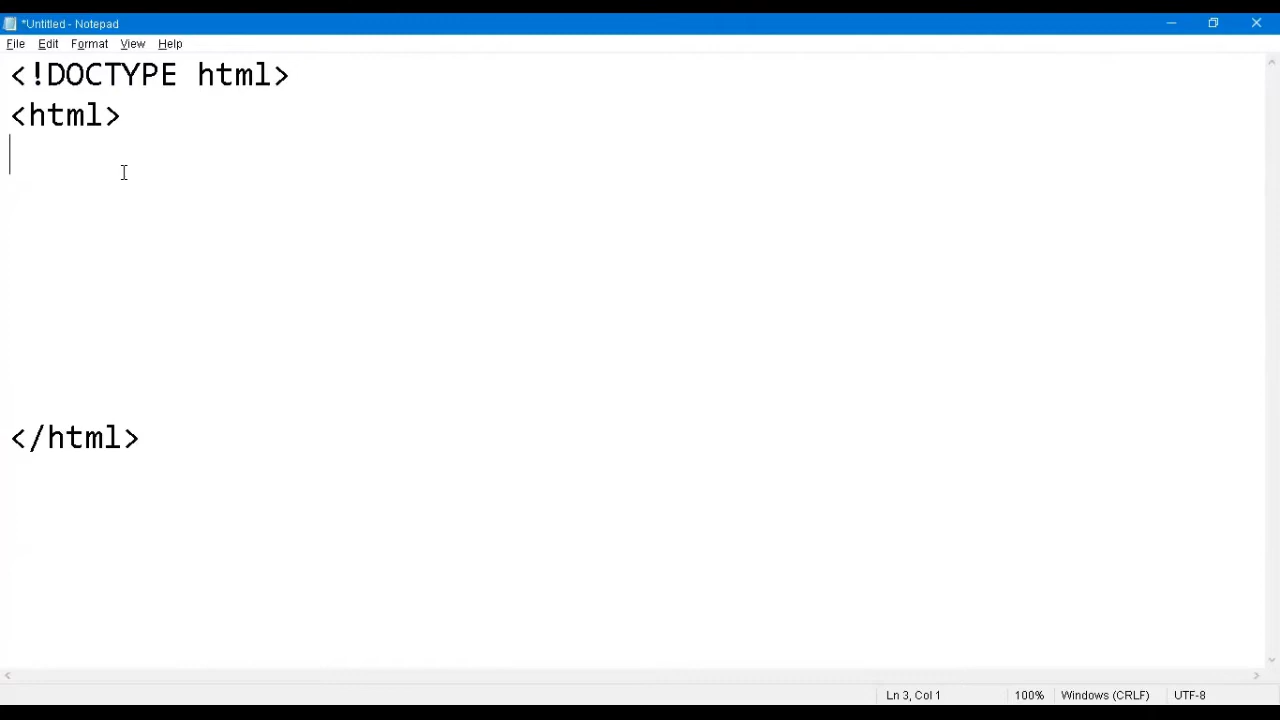 *Untitled - Notepad
File Edit Format View Help
<!DOCTYPE html>
<html>
</html>
Ln 3, Col 1 100% Windows (CRLF) UTF-8